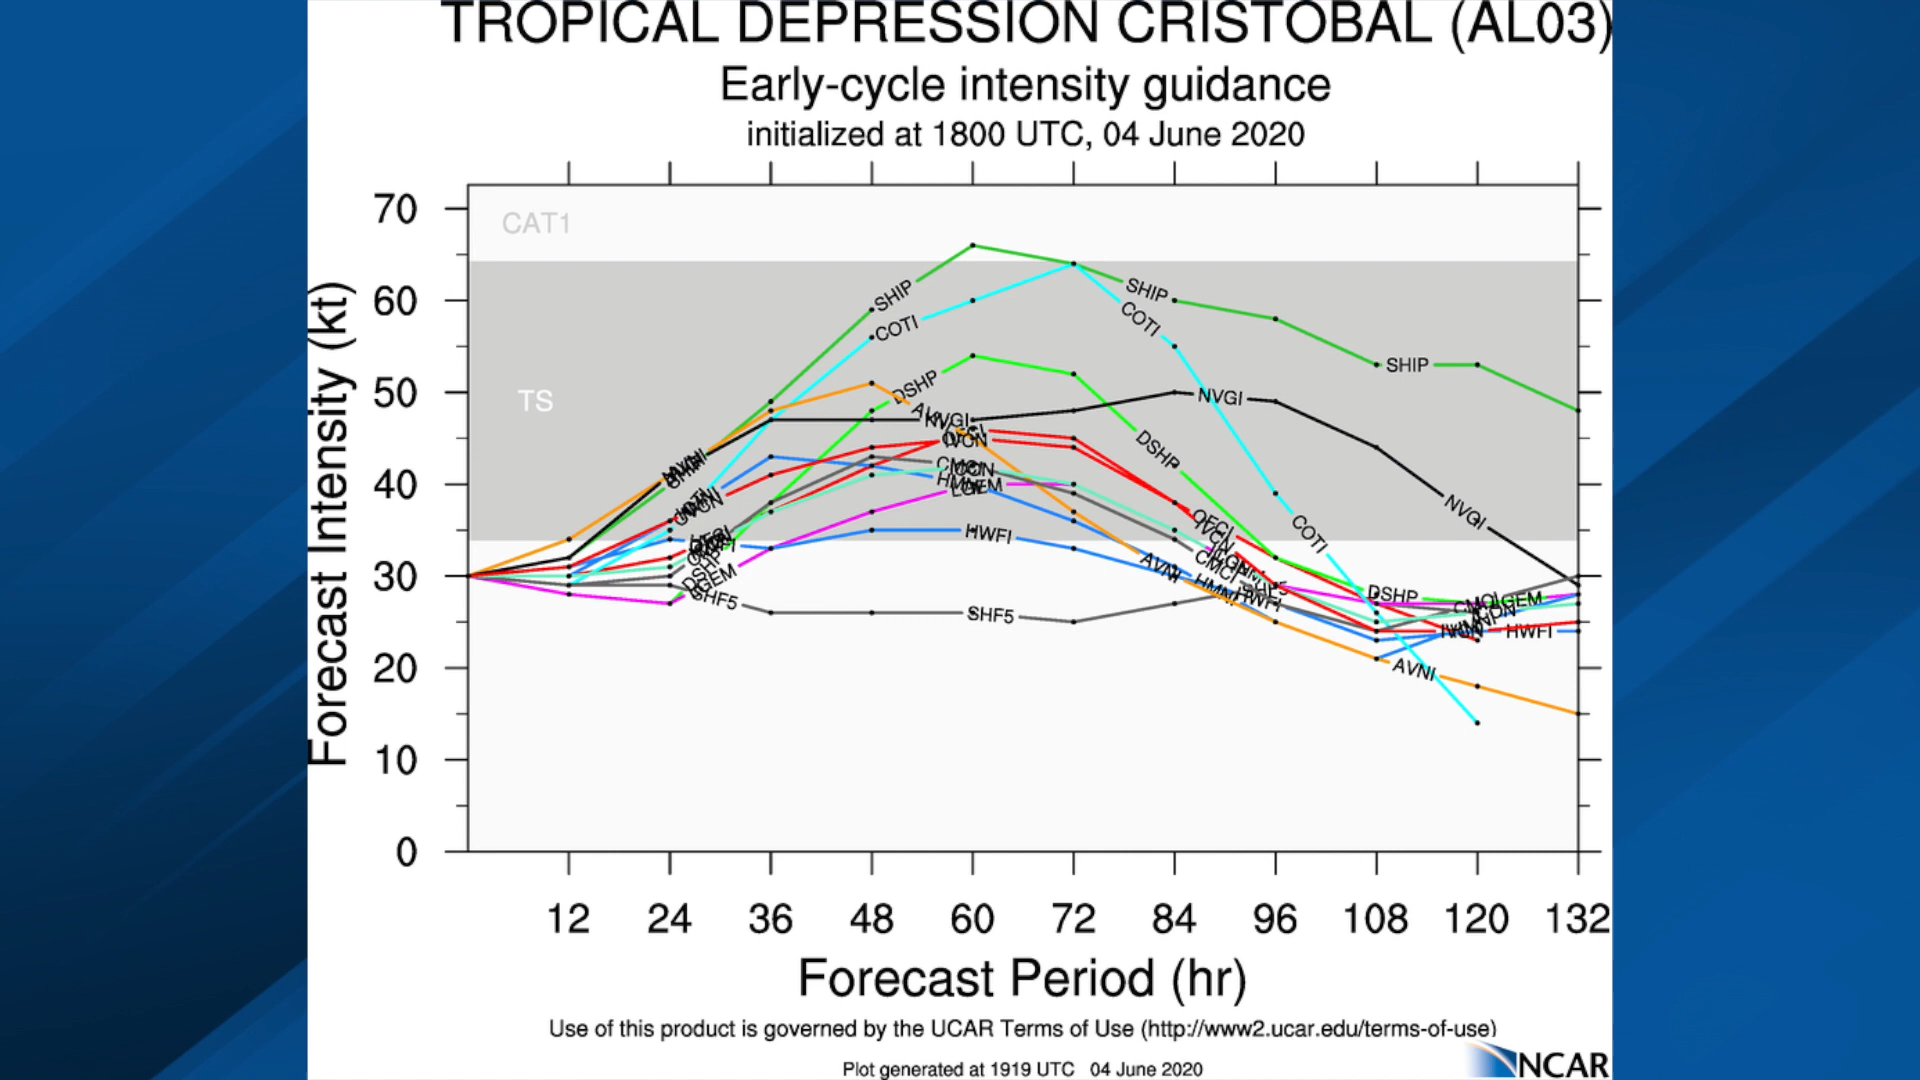 TROPICAL DEPRESSION CRISTOBAL (AL03)
Early-cycle intensity guidance
initialized at 1800 UTC, 04 June 2020
Forecast Intensity (kt)
70
60
50
40
30
20
10
0
CAT1
TS
SHIP
COTI
DSHP
NVGI
HWFI
SHF5
SHIP
COTI
DSHP
NVGI
SHIP
COTI
NVGI
OFCI
AVNI
CMCI
DSHP
LGEM
SHF5
HWFI
AVNI
12 24 36 48 60 72 84 96 108 120 132
Forecast Period (hr)
Use of this product is governed by the UCAR Terms of Use (http://www2.ucar.edu/terms-of-use)
Plot generated at 1919 UTC 04 June 2020
NCAR